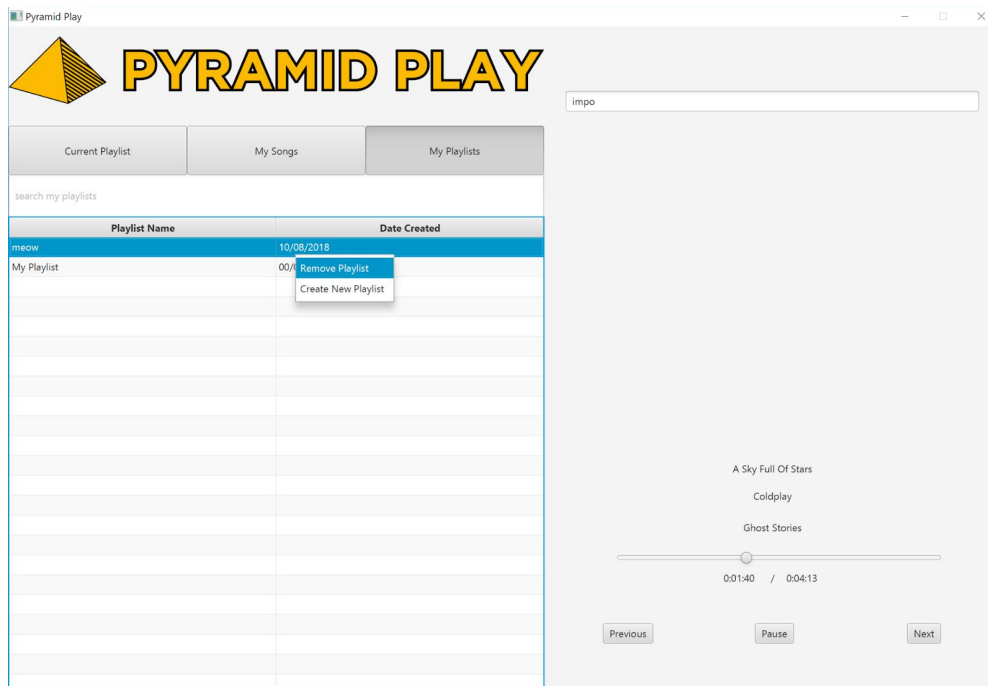 Pyramid Play
PYRAMID PLAY
impo
Current Playlist
My Songs
My Playlists
search my playlists
Playlist Name
Date Created
meow
10/08/2018
My Playlist
00/
Remove Playlist
Create New Playlist
A Sky Full Of Stars
Coldplay
Ghost Stories
0:01:40 / 0:04:13
Previous
Pause
Next